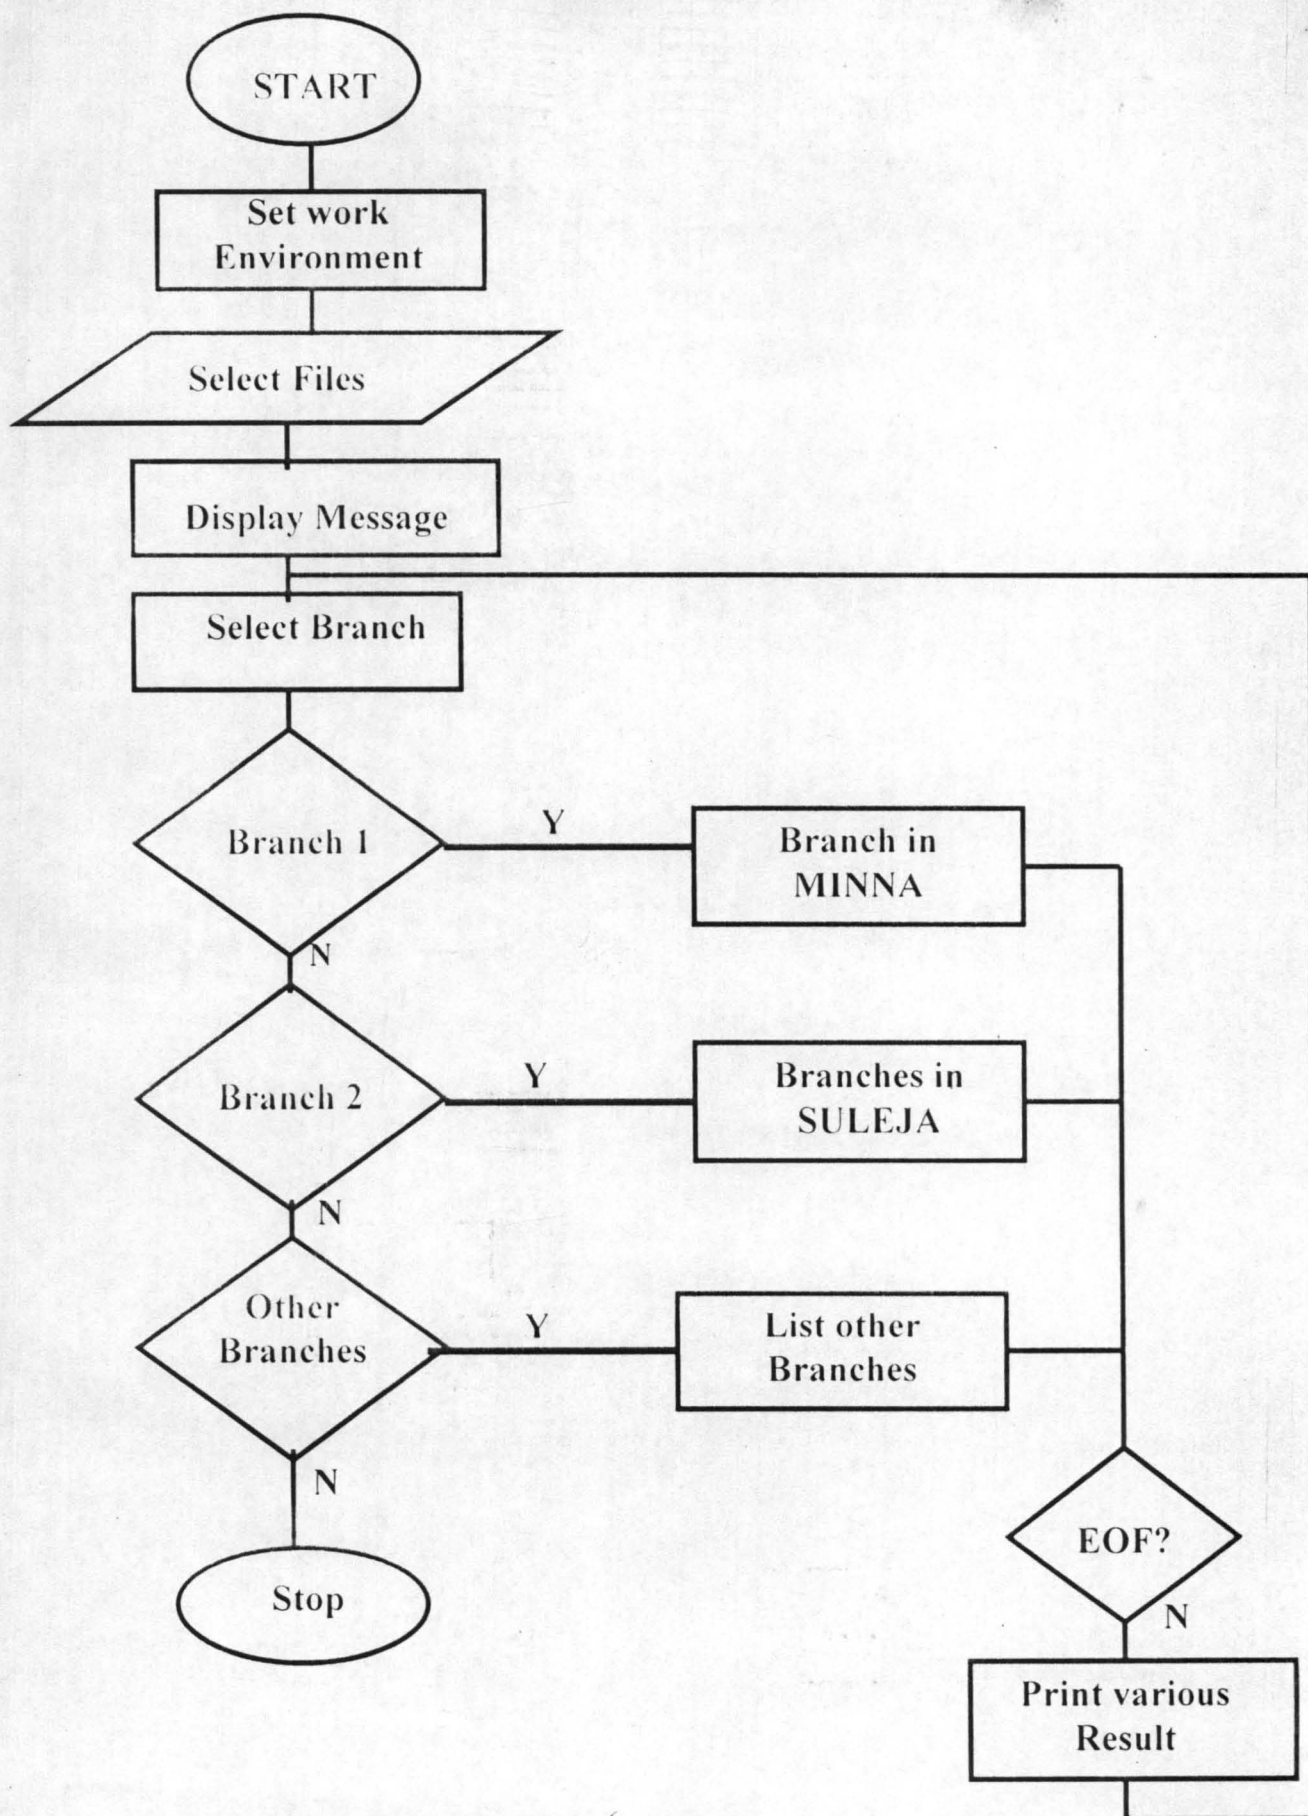 START
Set work
Environment
Select Files
Display Message
Select Branch
Branch 1
Y
Branch in
MINNA
N
Branch 2
Y
Branches in
SULEJA
N
Other
Branches
Y
List other
Branches
N
EOF?
Stop
N
Print various
Result